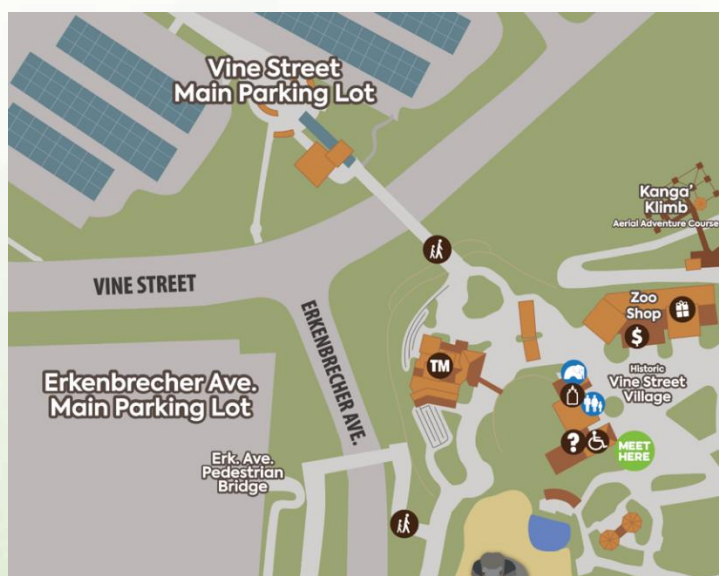 Vine Street
Main Parking Lot
Kanga'
Klimb
Aerial Adventure Course
VINE STREET
ERKENBRECHER AVE.
Zoo
Shop
$
TM
Historic
Vine Street
Village
Erkenbrecher Ave.
Main Parking Lot
?
MEET
HERE
Erk. Ave.
Pedestrian
Bridge